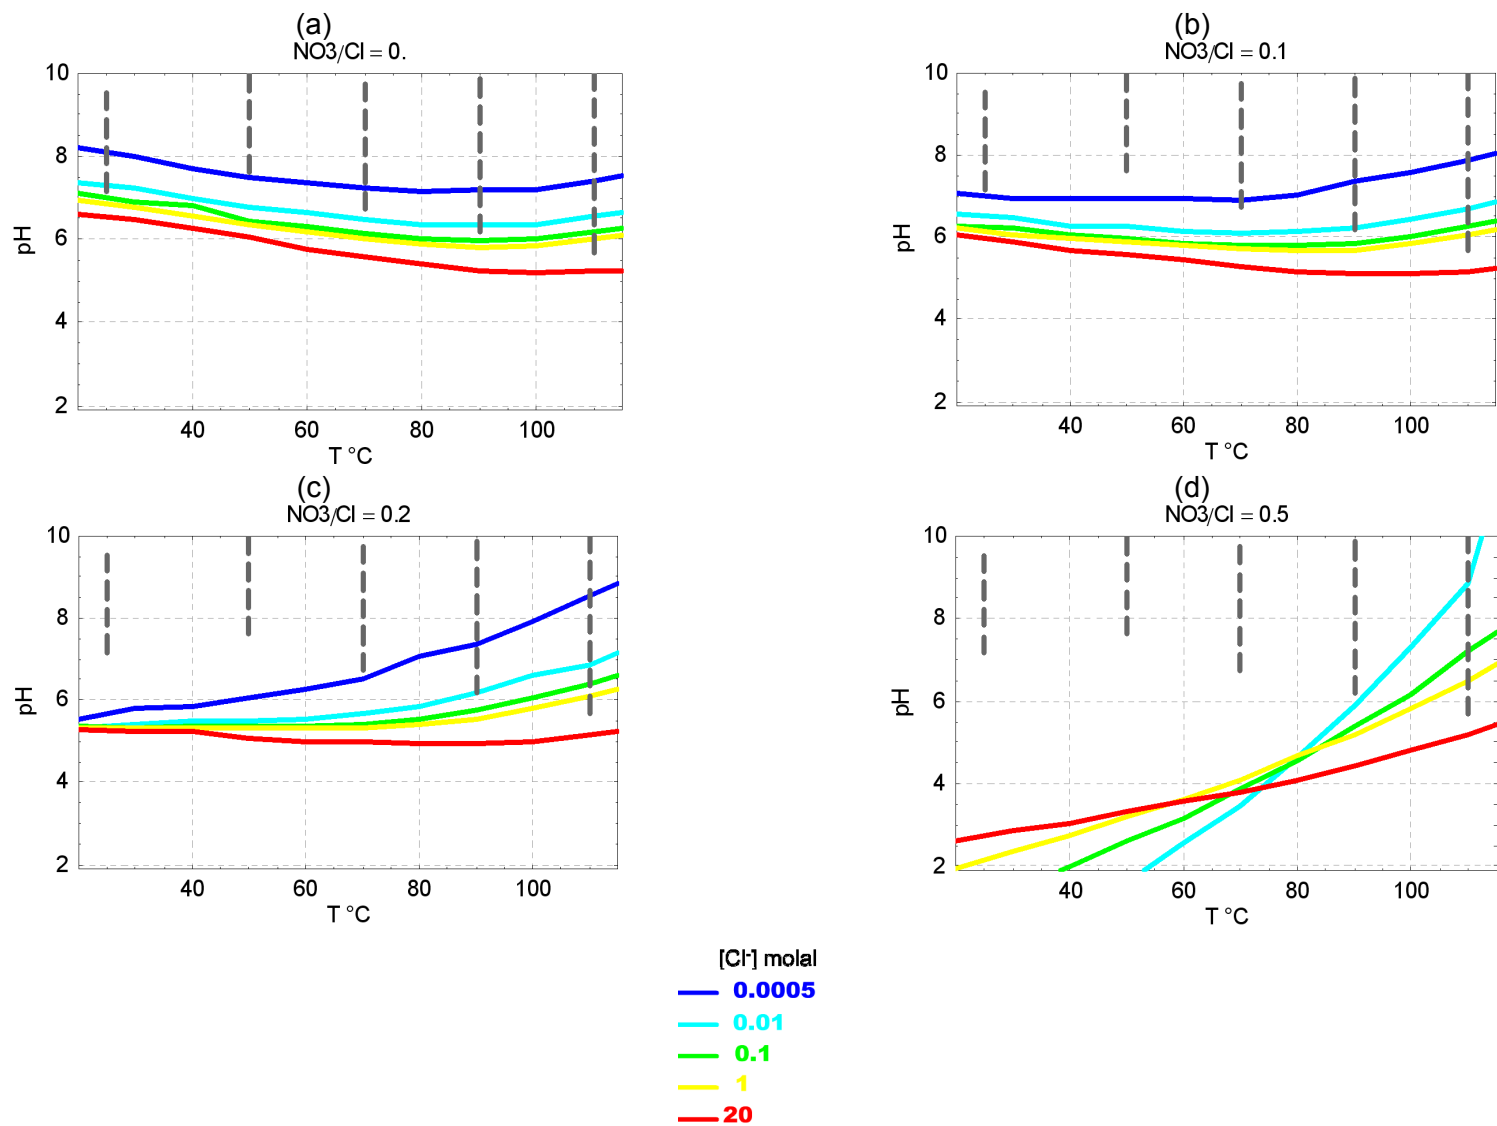 (a)
NO3/Cl = 0.
10
8
6
4
2
pH
40 60 80 100
T °C
(b)
NO3/Cl = 0.1
10
8
6
4
2
pH
40 60 80 100
T °C
(c)
NO3/Cl = 0.2
10
8
6
4
2
pH
40 60 80 100
T °C
(d)
NO3/Cl = 0.5
10
8
6
4
2
pH
40 60 80 100
T °C
[Cl-] molal
0.0005
0.01
0.1
1
20